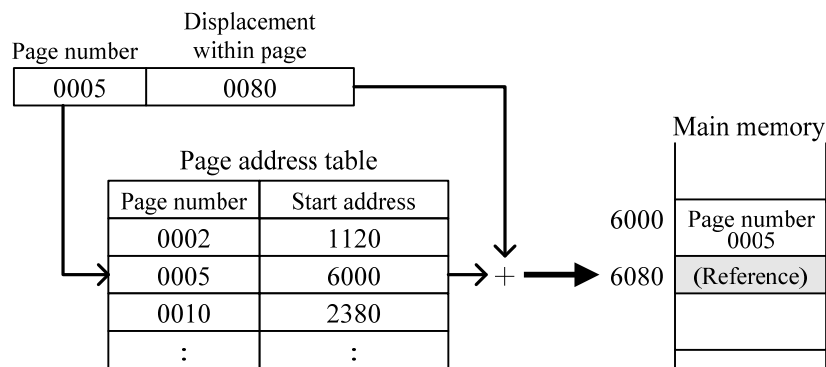 Page number
Displacement
within page
0005 0080
Page address table
Page number Start address
0002 1120
0005 6000
0010 2380
: :
+
Main memory
6000
Page number
0005
6080 (Reference)